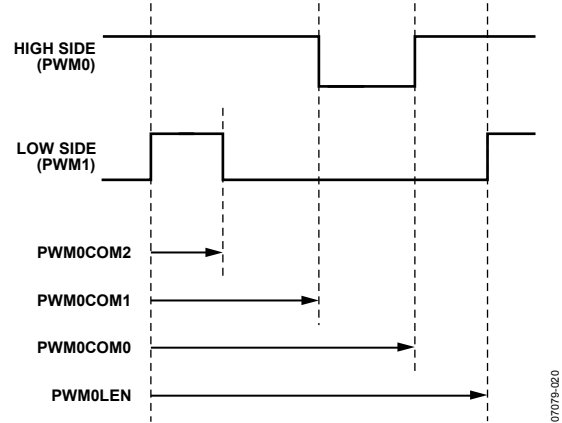 HIGH SIDE
(PWM0)
LOW SIDE
(PWM1)
PWM0COM2
PWM0COM1
PWM0COM0
PWM0LEN
07079-020